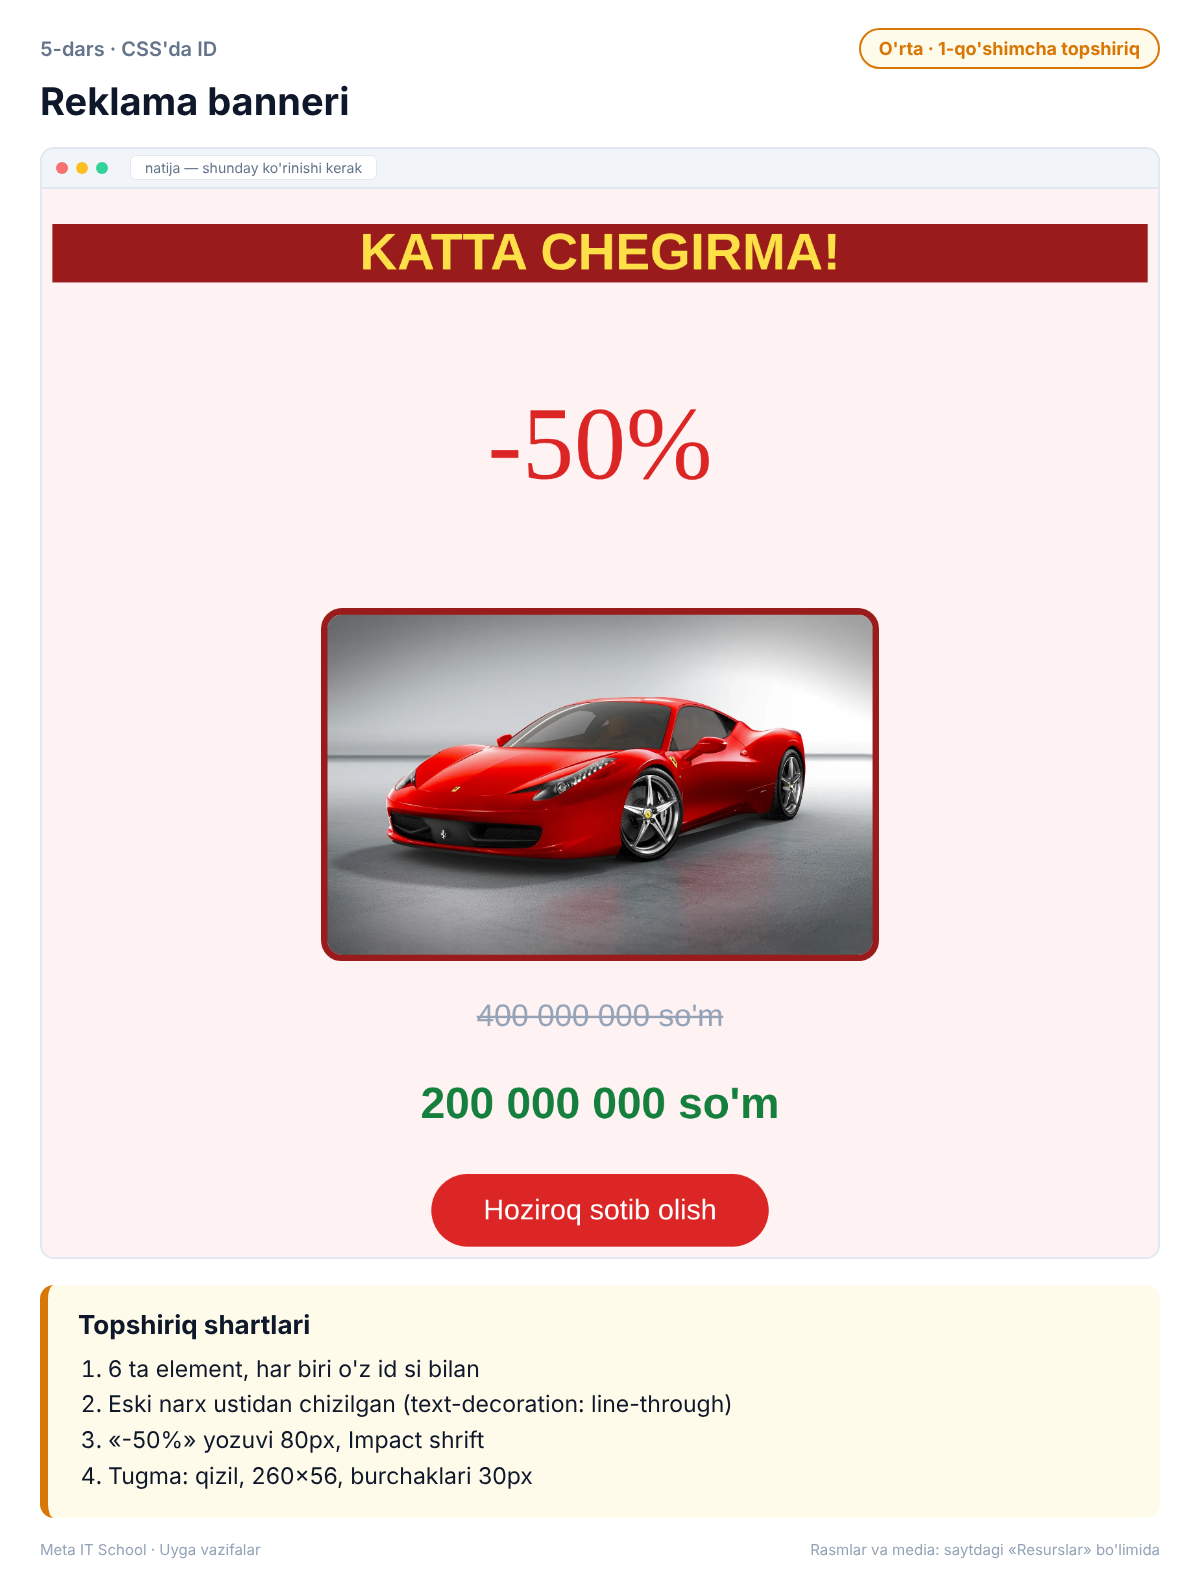 5-dars · CSS'da ID
O'rta · 1-qo'shimcha topshiriq
Reklama banneri
natija — shunday ko'rinishi kerak
KATTA CHEGIRMA!
-50%
400 000 000 so'm
200 000 000 so'm
Hoziroq sotib olish
Topshiriq shartlari
1. 6 ta element, har biri o'z id si bilan
2. Eski narx ustidan chizilgan (text-decoration: line-through)
3. «-50%» yozuvi 80px, Impact shrift
4. Tugma: qizil, 260×56, burchaklari 30px
Meta IT School · Uyga vazifalar
Rasmlar va media: saytdagi «Resurslar» bo'limida